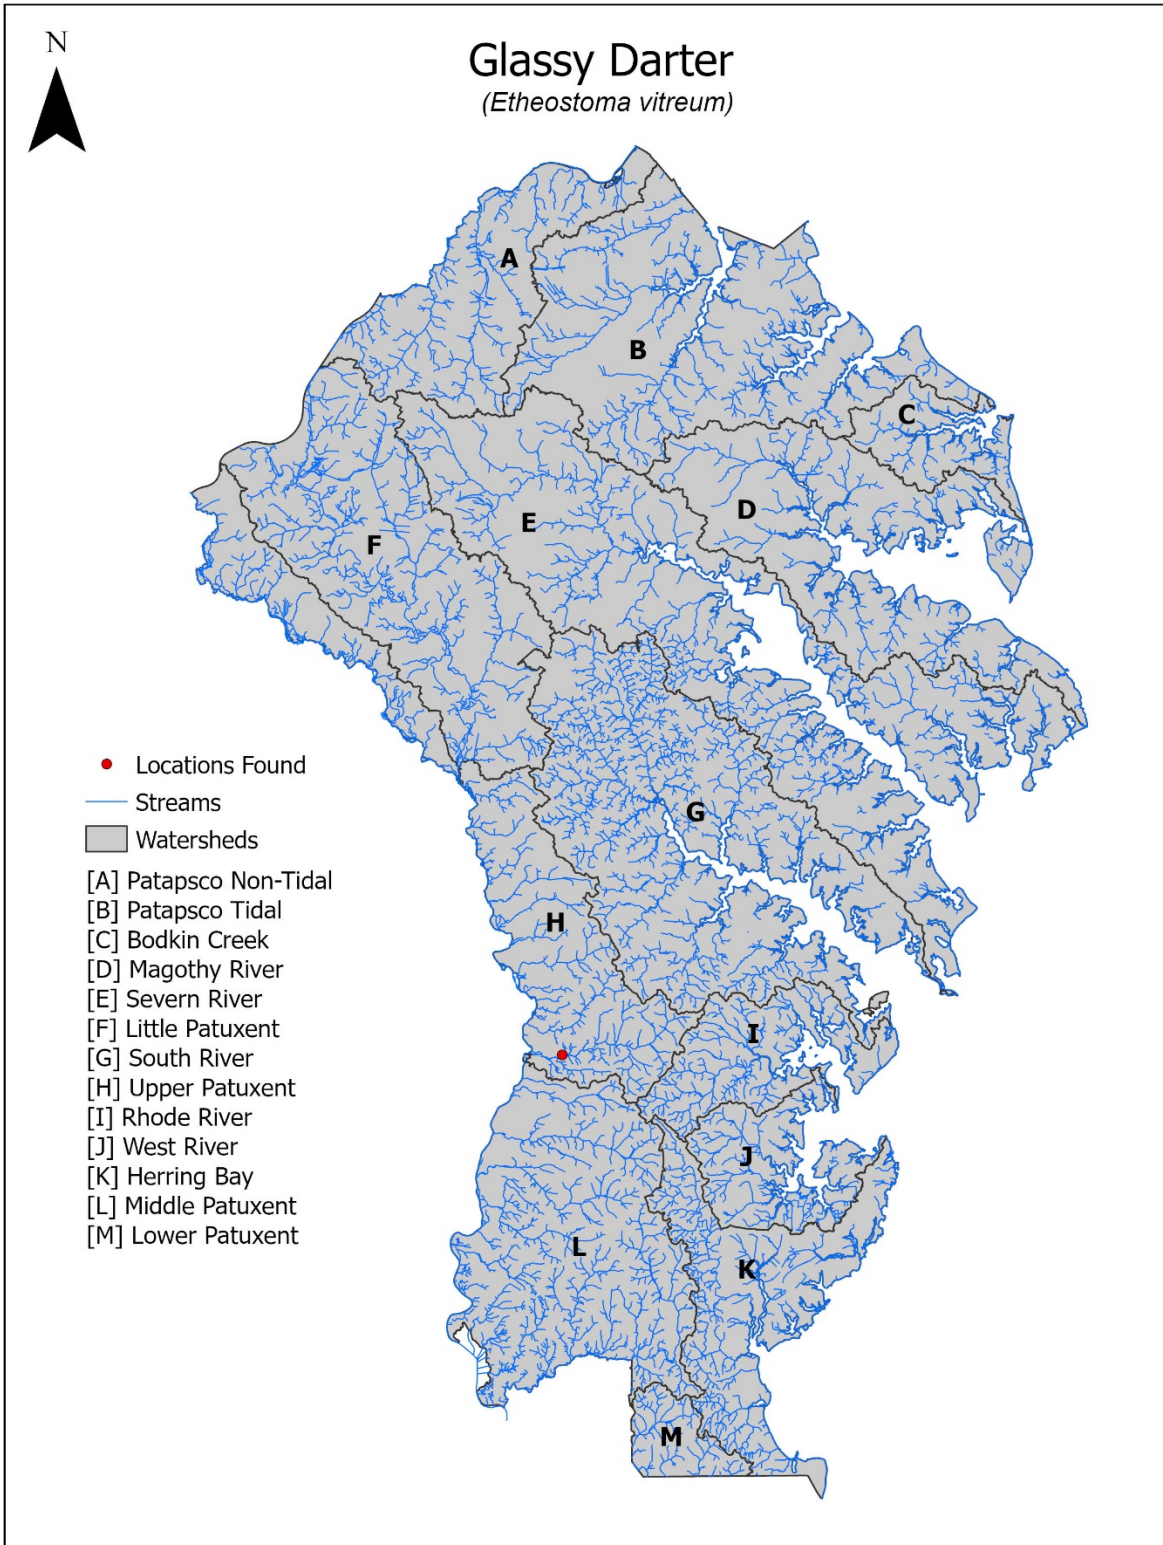 N
Glassy Darter
(Etheostoma vitreum)
A
B
C
D
E
F
G
H
I
J
K
L
M
Locations Found
Streams
Watersheds
[A] Patapsco Non-Tidal
[B] Patapsco Tidal
[C] Bodkin Creek
[D] Magothy River
[E] Severn River
[F] Little Patuxent
[G] South River
[H] Upper Patuxent
[I] Rhode River
[J] West River
[K] Herring Bay
[L] Middle Patuxent
[M] Lower Patuxent